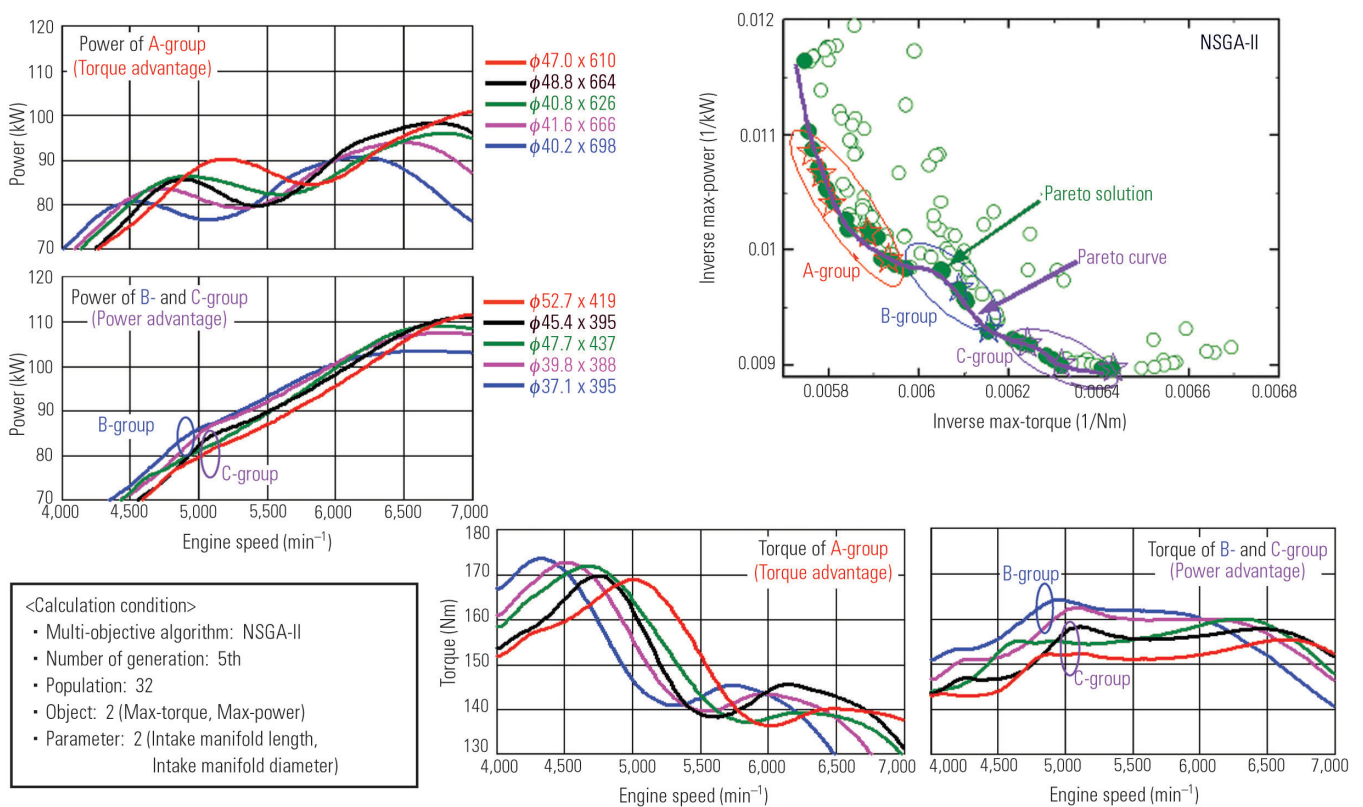 120
110
100
90
80
70
Power (kW)
Power of A-group
(Torque advantage)
ϕ47.0 x 610
ϕ48.8 x 664
ϕ40.8 x 626
ϕ41.6 x 666
ϕ40.2 x 698
120
110
100
90
80
70
Power (kW)
Power of B- and C-group
(Power advantage)
B-group
C-group
4,000
4,500
5,000
5,500
6,000
6,500
7,000
Engine speed (min⁻¹)
ϕ52.7 x 419
ϕ45.4 x 395
ϕ47.7 x 437
ϕ39.8 x 388
ϕ37.1 x 395
0.012
0.011
0.01
0.009
Inverse max-power (1/kW)
NSGA-II
Pareto solution
Pareto curve
A-group
B-group
C-group
0.0058
0.006
0.0062
0.0064
0.0066
0.0068
Inverse max-torque (1/Nm)
<Calculation condition>
・Multi-objective algorithm: NSGA-II
・Number of generation: 5th
・Population: 32
・Object: 2 (Max-torque, Max-power)
・Parameter: 2 (Intake manifold length,
Intake manifold diameter)
180
170
160
150
140
130
Torque (Nm)
Torque of A-group
(Torque advantage)
4,000
4,500
5,000
5,500
6,000
6,500
7,000
Engine speed (min⁻¹)
Torque of B- and C-group
(Power advantage)
B-group
C-group
4,000
4,500
5,000
5,500
6,000
6,500
7,000
Engine speed (min⁻¹)